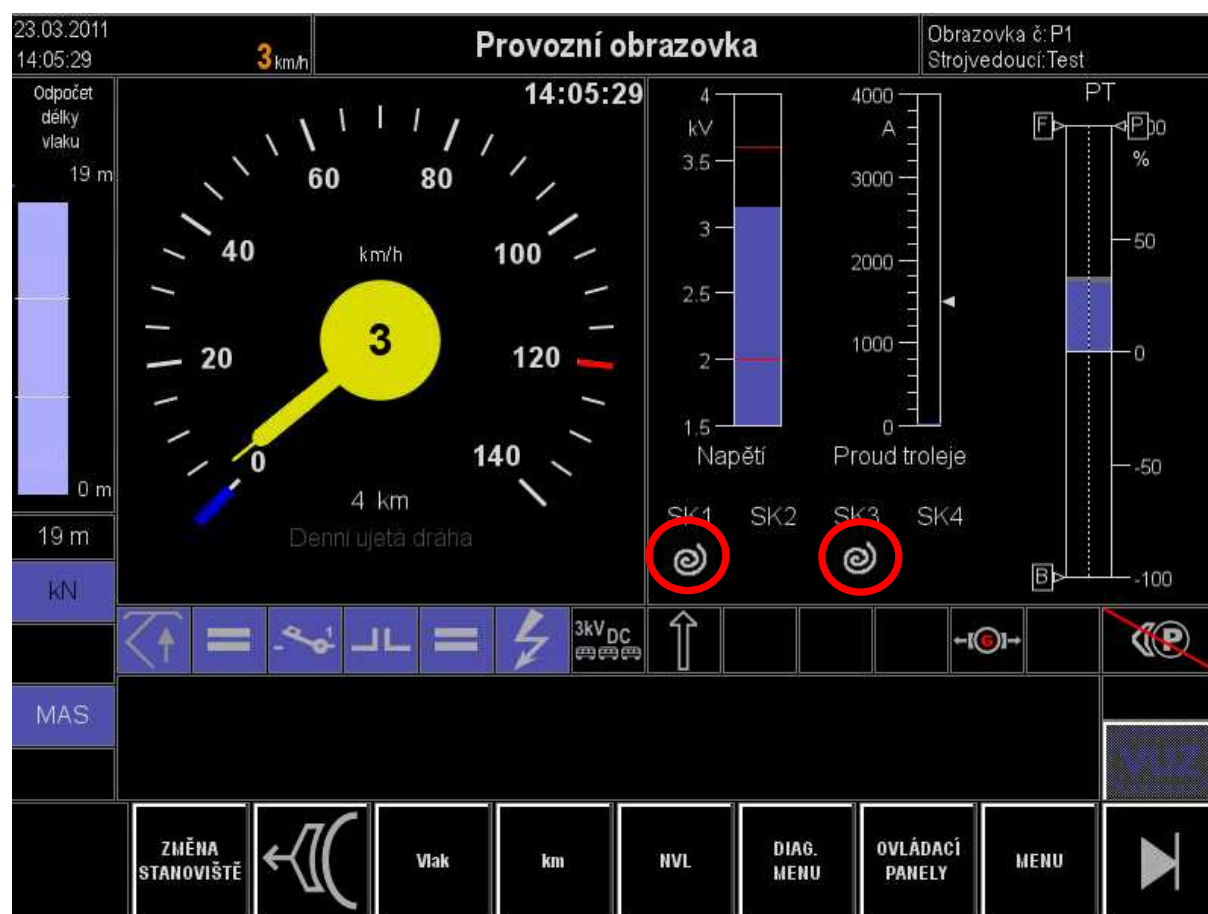 23.03.2011
14:05:29
3 km/h
Provozní obrazovka
Obrazovka č:P1
Strojvedoucí:Test
Odpočet
délky
vlaku
19 m
0 m
19 m
kN
MAS
14:05:29
0
20
40
60
80
100
120
140
km/h
3
4 km
Denní ujetá dráha
4
kV
3.5
3
2.5
2
1.5
Napětí
4000
A
3000
2000
1000
0
Proud troleje
SK1 SK2 SK3 SK4
PT
F P 00
%
50
0
-50
B -100
1
3kV DC
G
P
VUZ
ZMĚNA
STANOVIŠTĚ
Vlak
km
NVL
DIAG.
MENU
OVLÁDACÍ
PANELY
MENU